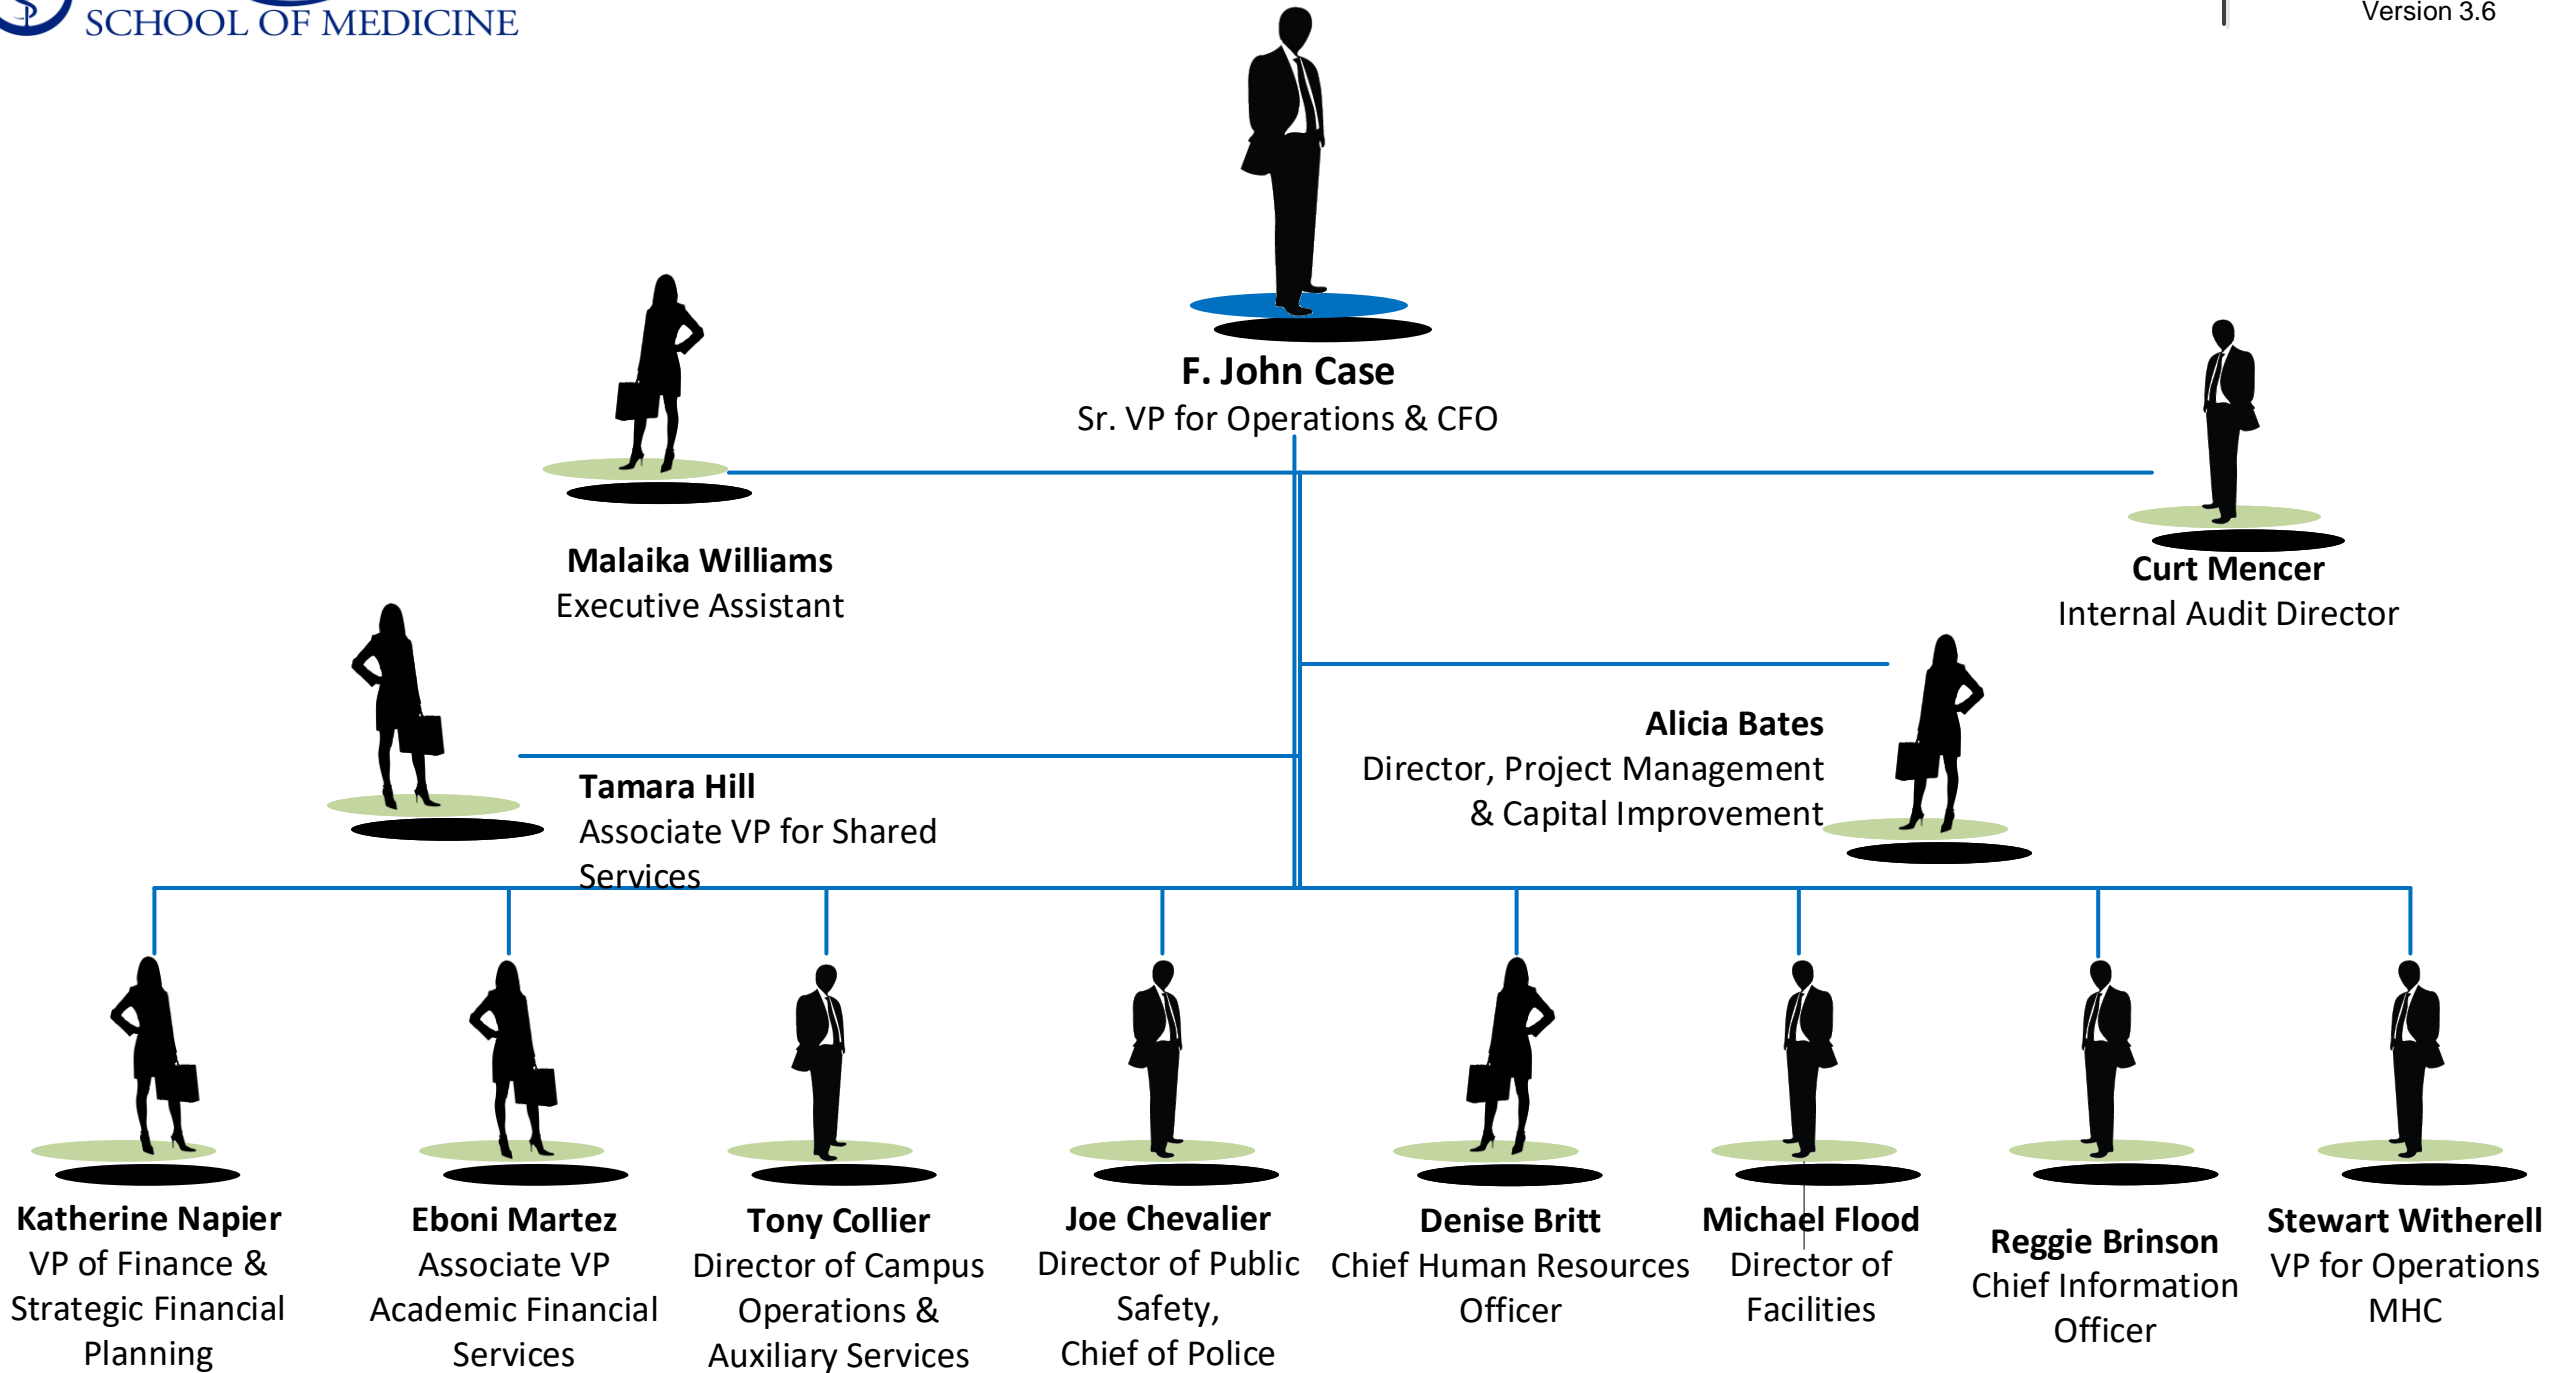 SCHOOL OF MEDICINE
Version 3.6
F. John Case
Sr. VP for Operations & CFO
Malaika Williams
Executive Assistant
Curt Mencer
Internal Audit Director
Alicia Bates
Director, Project Management
& Capital Improvement
Tamara Hill
Associate VP for Shared
Services
Katherine Napier
VP of Finance &
Strategic Financial
Planning
Eboni Martez
Associate VP
Academic Financial
Services
Tony Collier
Director of Campus
Operations &
Auxiliary Services
Joe Chevalier
Director of Public
Safety,
Chief of Police
Denise Britt
Chief Human Resources
Officer
Michael Flood
Director of
Facilities
Reggie Brinson
Chief Information
Officer
Stewart Witherell
VP for Operations
MHC